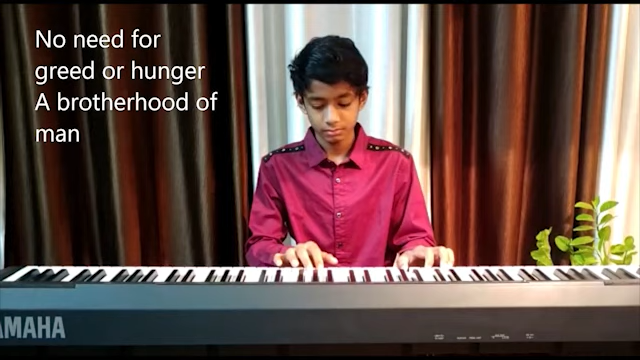 No need for
greed or hunger
A brotherhood of
man
YAMAHA